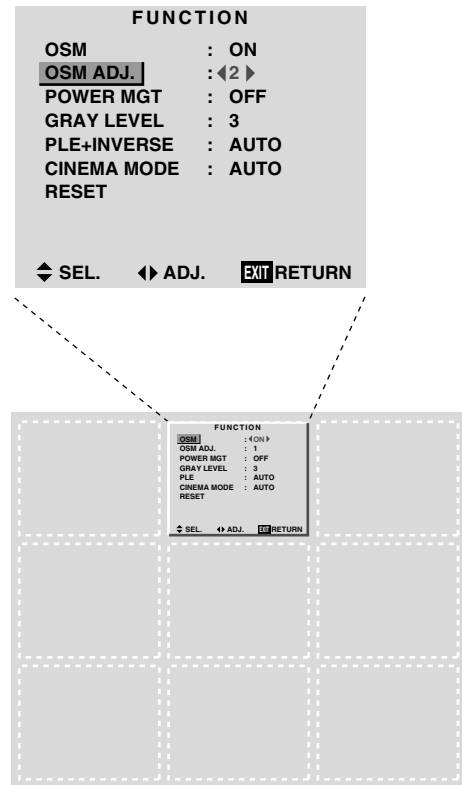 FUNCTION
OSM : ON
OSM ADJ. : 2
POWER MGT : OFF
GRAY LEVEL : 3
PLE+INVERSE : AUTO
CINEMA MODE : AUTO
RESET
SEL. ADJ. EXIT RETURN
FUNCTION
OSM : ON
OSM ADJ. : 1
POWER MGT : OFF
GRAY LEVEL : 3
PLE : AUTO
CINEMA MODE : AUTO
RESET
SEL. ADJ. EXIT RETURN